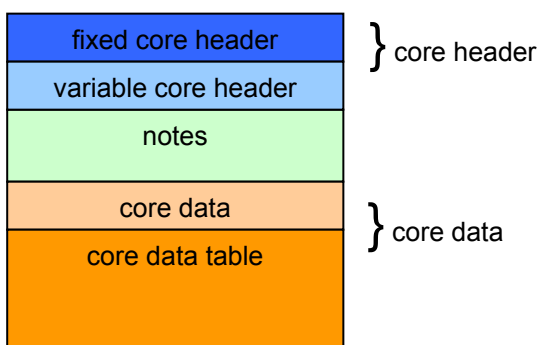 fixed core header
} core header
variable core header
notes
core data
} core data
core data table